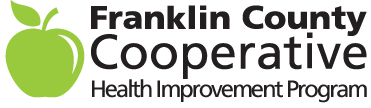 Franklin County
Cooperative
Health Improvement Program